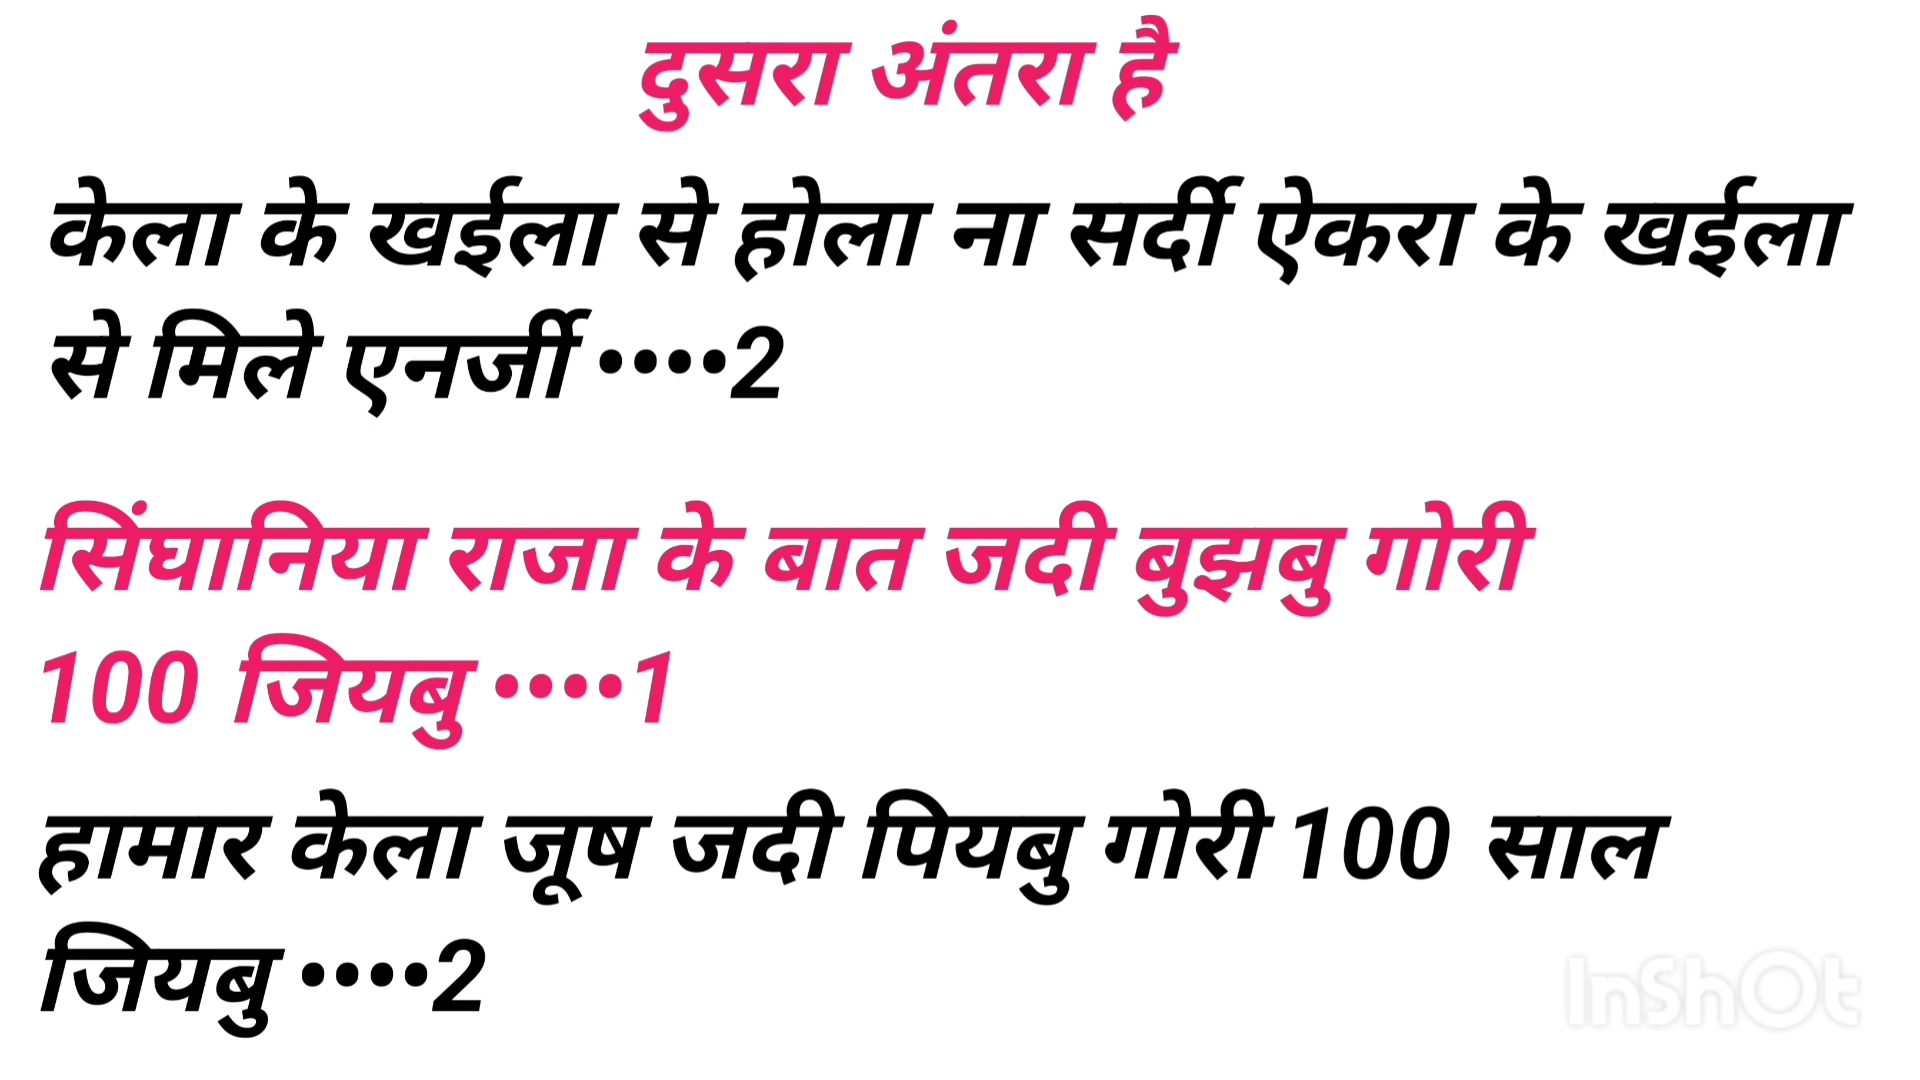 दुसरा अंतरा है
केला के खईला से होला ना सर्दी ऐकरा के खईला
से मिले एनर्जी ••••2
सिंघानिया राजा के बात जदी बुझबु गोरी
100 जियबु ••••1
हामार केला जूष जदी पियबु गोरी 100 साल
जियबु ••••2
InShOt